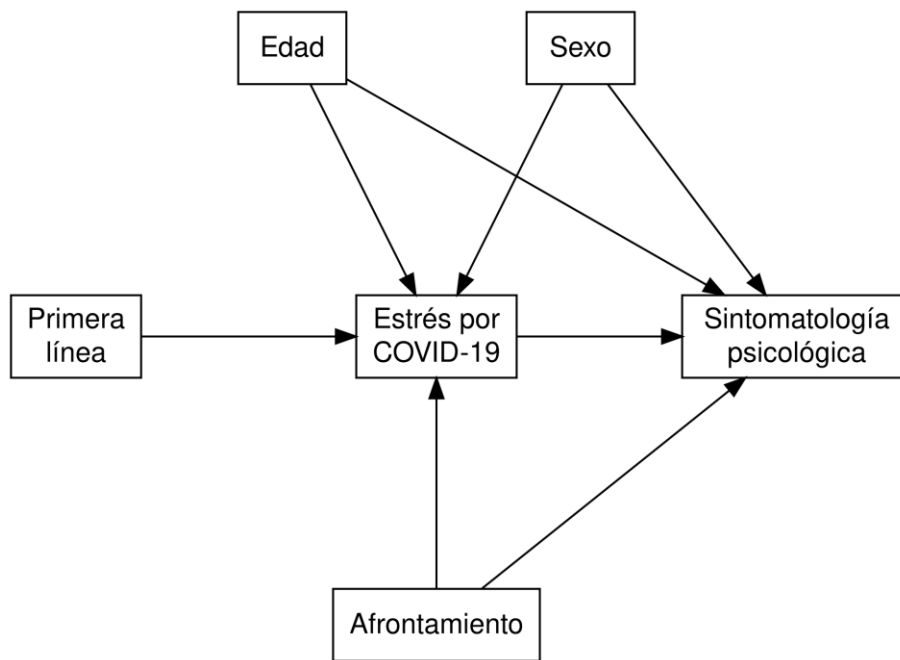 Edad
Sexo
Primera
línea
Estrés por
COVID-19
Sintomatología
psicológica
Afrontamiento